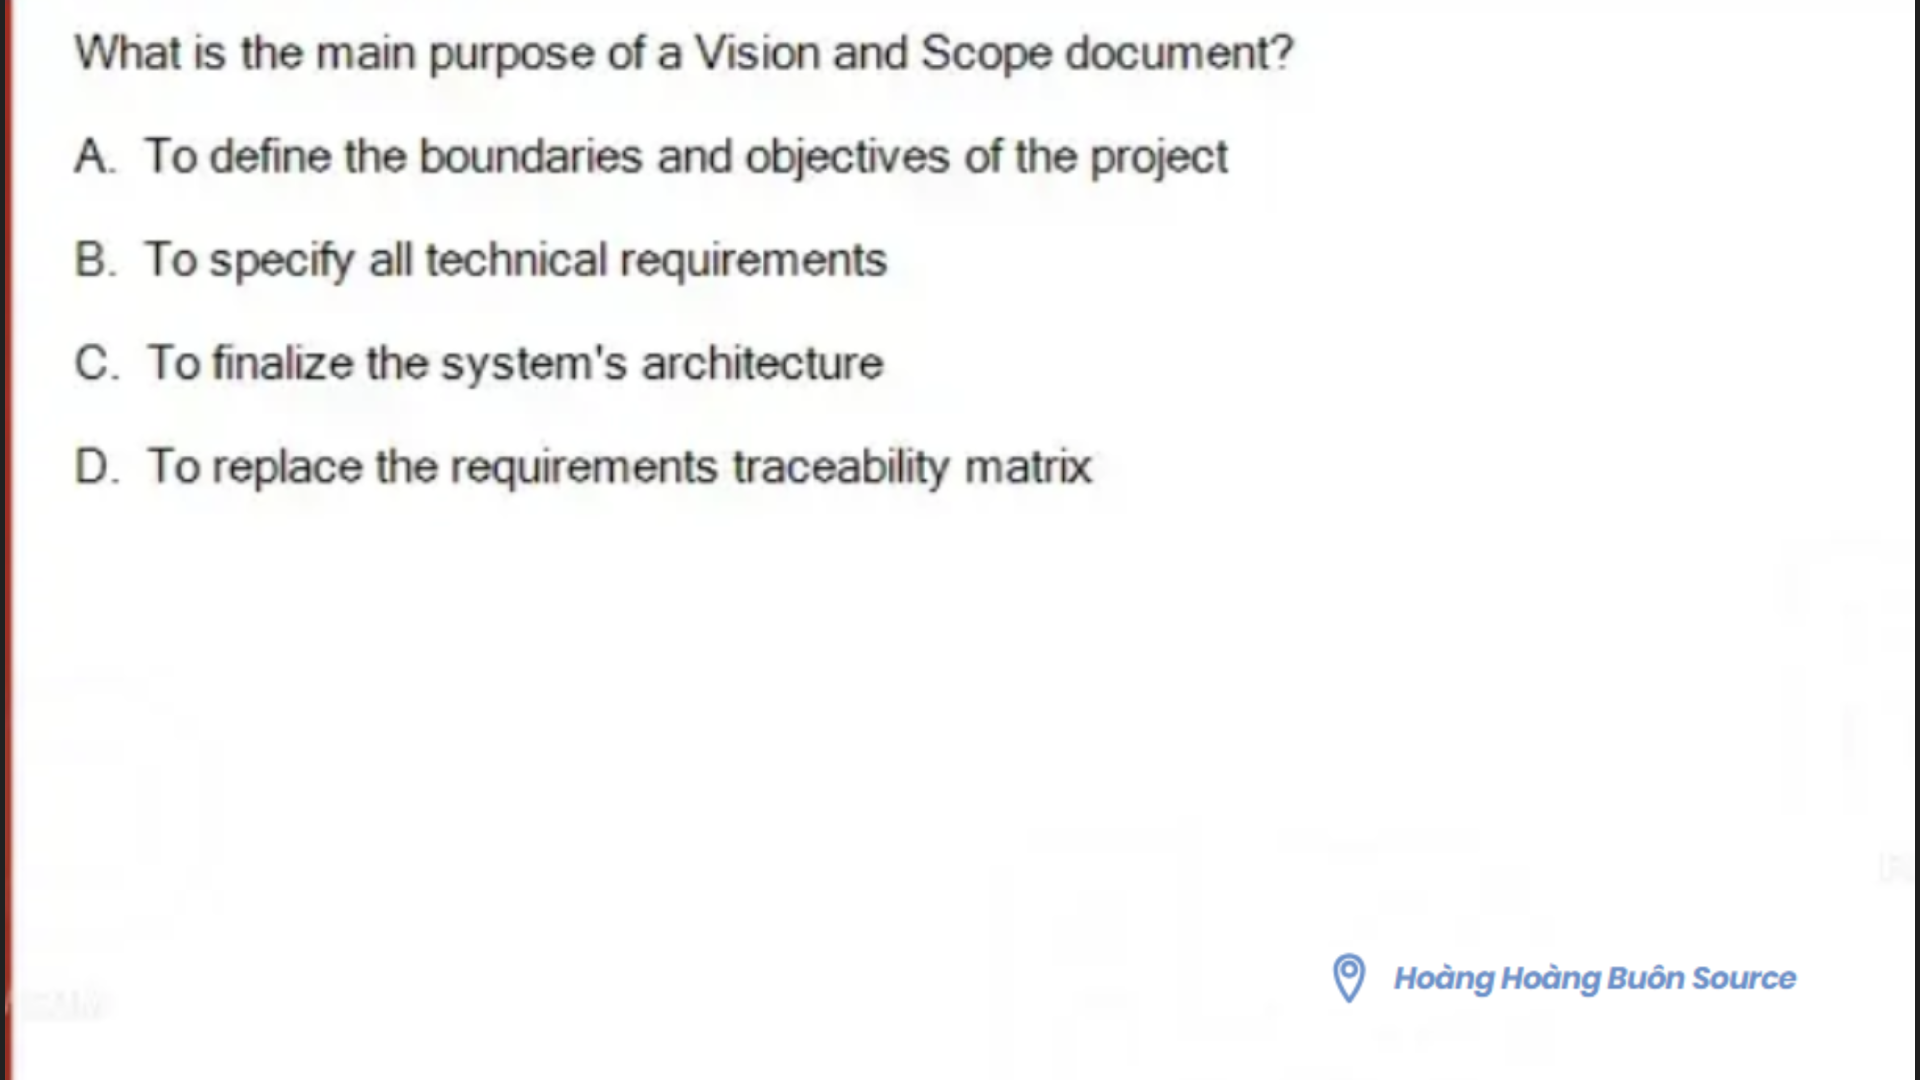 What is the main purpose of a Vision and Scope document?
A. To define the boundaries and objectives of the project
B. To specify all technical requirements
C. To finalize the system's architecture
D. To replace the requirements traceability matrix
Hoàng Hoàng Buôn Source